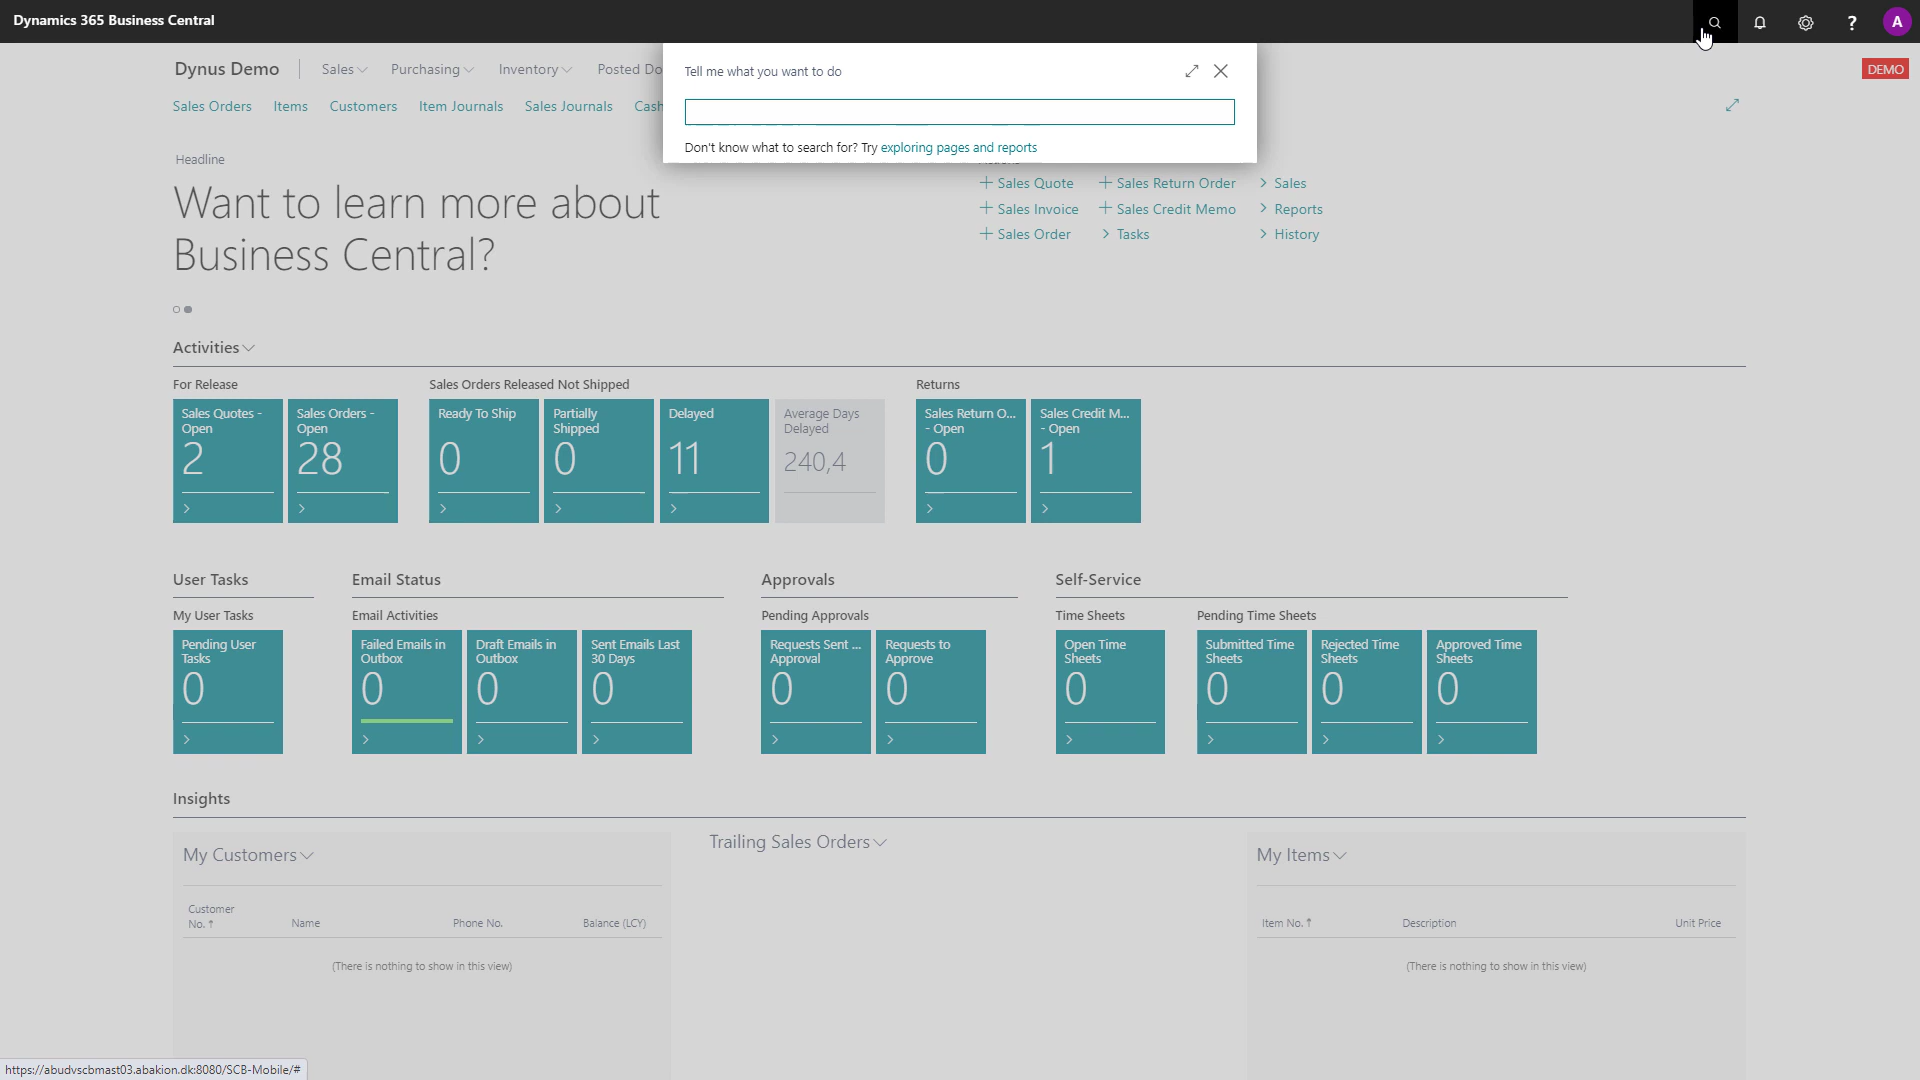 Dynamics 365 Business Central
A
Tell me what you want to do
Don't know what to search for? Try exploring pages and reports
Dynus Demo
Sales
Purchasing
Inventory
Posted Do
DEMO
Sales Orders
Items
Customers
Item Journals
Sales Journals
Cash
Headline
Want to learn more about
Business Central?
+ Sales Quote
+ Sales Return Order
> Sales
+ Sales Invoice
+ Sales Credit Memo
> Reports
+ Sales Order
> Tasks
> History
Activities
For Release
Sales Orders Released Not Shipped
Returns
Sales Quotes -
Open
2
Sales Orders -
Open
28
Ready To Ship
0
Partially
Shipped
0
Delayed
11
Average Days
Delayed
240,4
Sales Return O...
- Open
0
Sales Credit M...
- Open
1
User Tasks
Email Status
Approvals
Self-Service
My User Tasks
Email Activities
Pending Approvals
Time Sheets
Pending Time Sheets
Pending User
Tasks
0
Failed Emails in
Outbox
0
Draft Emails in
Outbox
0
Sent Emails Last
30 Days
0
Requests Sent ...
Approval
0
Requests to
Approve
0
Open Time
Sheets
0
Submitted Time
Sheets
0
Rejected Time
Sheets
0
Approved Time
Sheets
0
Insights
My Customers
Customer
No. ↑
Name
Phone No.
Balance (LCY)
(There is nothing to show in this view)
Trailing Sales Orders
My Items
Item No. ↑
Description
Unit Price
(There is nothing to show in this view)
https://abudvscbmast03.abakion.dk:8080/SCB-Mobile/#